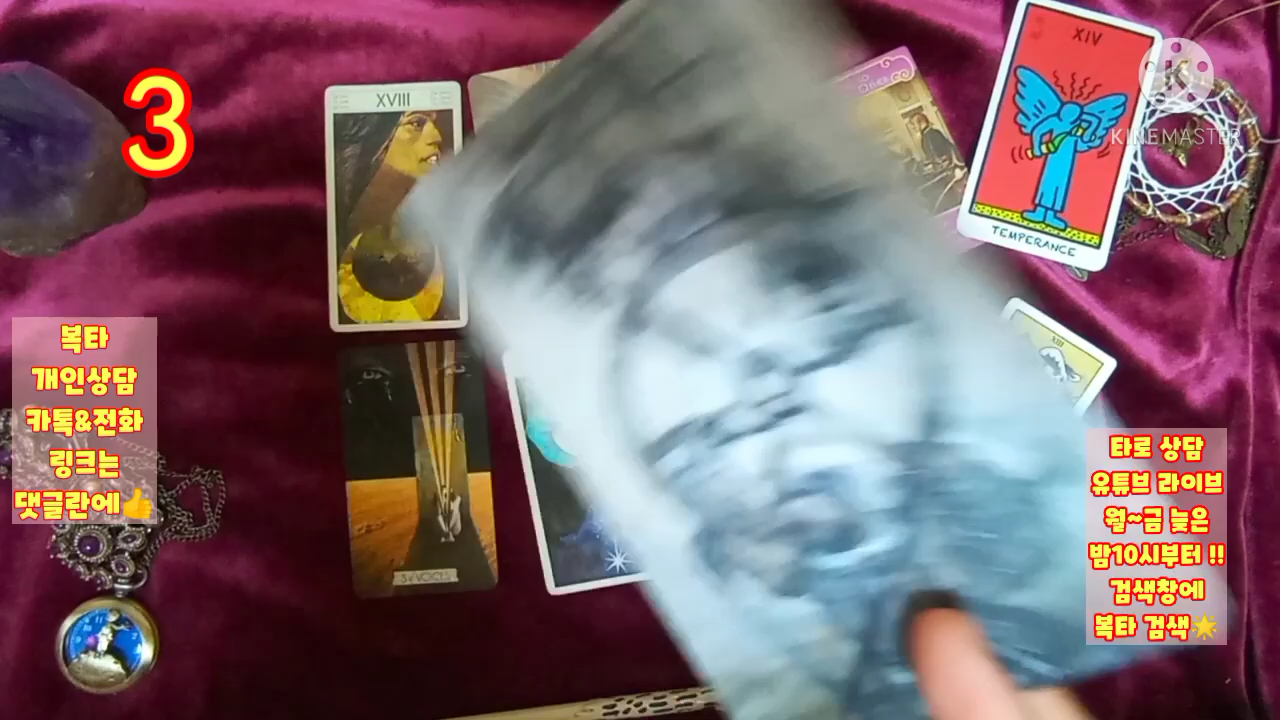 3
XVIII
XIV
TEMPERANCE
XIII
K
KINEMASTER
복타
개인상담
카톡&전화
링크는
댓글란에👍
타로 상담
유튜브 라이브
월~금 늦은
밤10시부터 !!
검색창에
복타 검색🌟